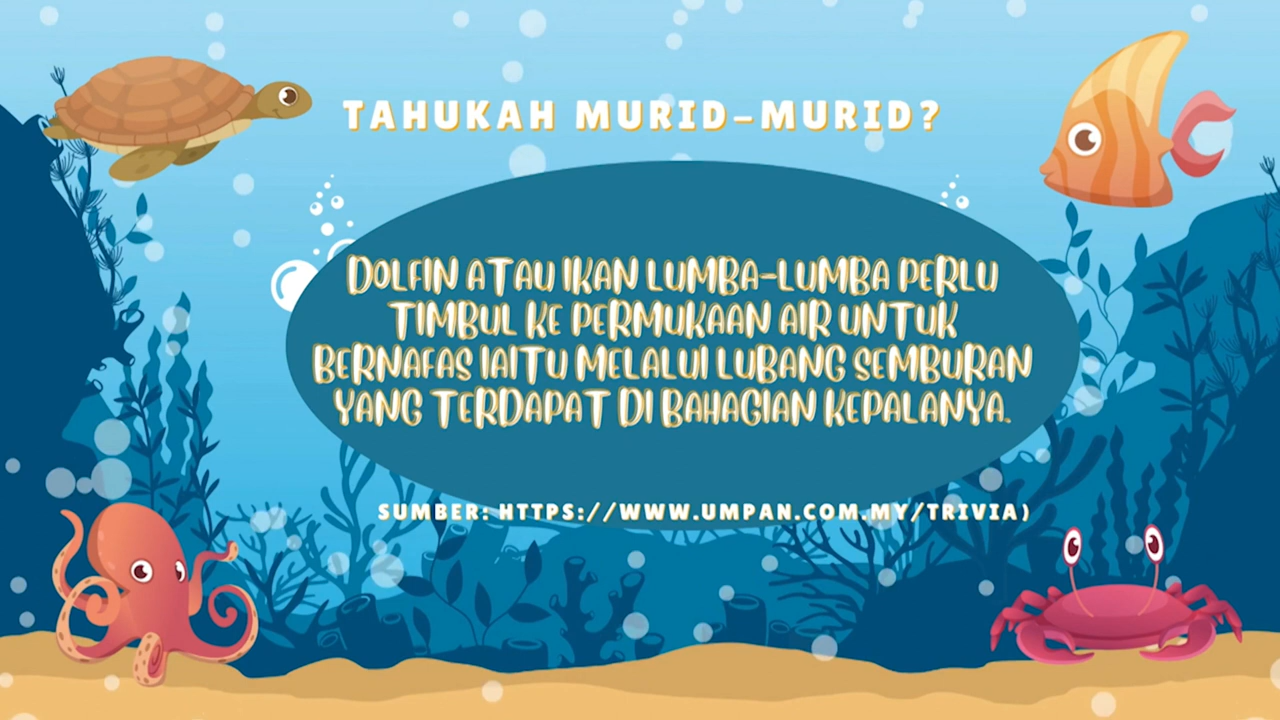 TAHUKAH MURID-MURID?
DOLFIN ATAU IKAN LUMBA-LUMBA PERLU
TIMBUL KE PERMUKAAN AIR UNTUK
BERNAFAS IAITU MELALUI LUBANG SEMBURAN
YANG TERDAPAT DI BAHAGIAN KEPALANYA.
SUMBER: HTTPS://WWW.UMPAN.COM.MY/TRIVIA)